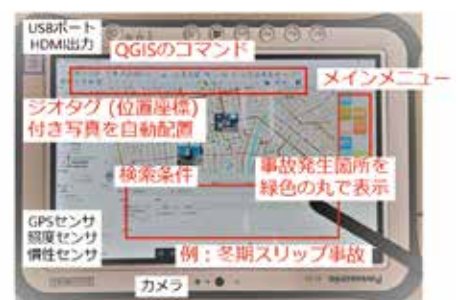 USBポート
HDMI出力
QGISのコマンド
メインメニュー
ジオタグ (位置座標)
付き写真を自動配置
検索条件
事故発生箇所を
緑色の丸で表示
GPSセンサ
照度センサ
慣性センサ
例：冬期スリップ事故
カメラ
Panasonic